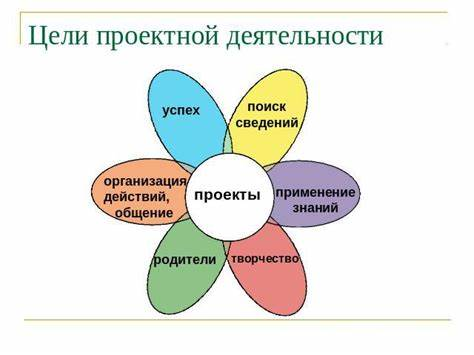 Цели проектной деятельности
успех
поиск
сведений
организация
действий,
общение
проекты
применение
знаний
родители
творчество